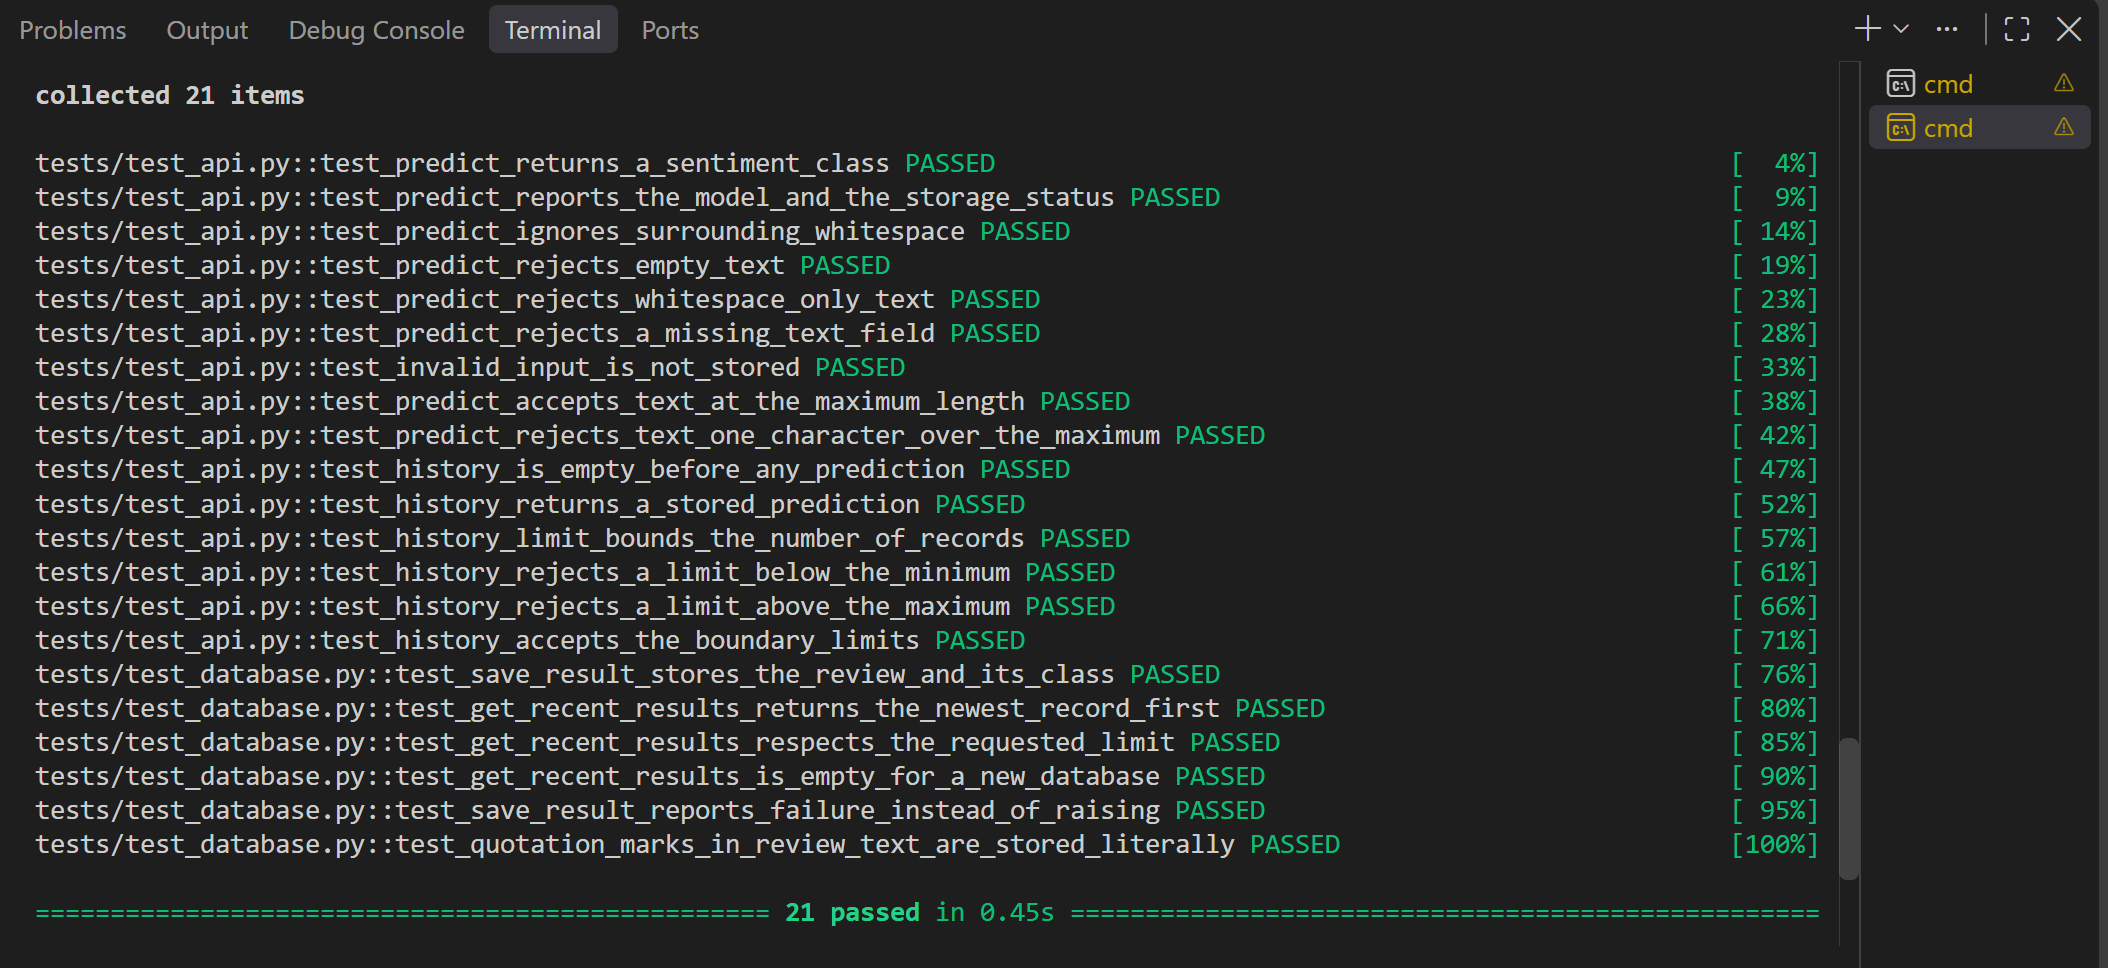 Problems Output Debug Console Terminal Ports
collected 21 items
cmd
cmd
tests/test_api.py::test_predict_returns_a_sentiment_class PASSED [  4%]
tests/test_api.py::test_predict_reports_the_model_and_the_storage_status PASSED [  9%]
tests/test_api.py::test_predict_ignores_surrounding_whitespace PASSED [ 14%]
tests/test_api.py::test_predict_rejects_empty_text PASSED [ 19%]
tests/test_api.py::test_predict_rejects_whitespace_only_text PASSED [ 23%]
tests/test_api.py::test_predict_rejects_a_missing_text_field PASSED [ 28%]
tests/test_api.py::test_invalid_input_is_not_stored PASSED [ 33%]
tests/test_api.py::test_predict_accepts_text_at_the_maximum_length PASSED [ 38%]
tests/test_api.py::test_predict_rejects_text_one_character_over_the_maximum PASSED [ 42%]
tests/test_api.py::test_history_is_empty_before_any_prediction PASSED [ 47%]
tests/test_api.py::test_history_returns_a_stored_prediction PASSED [ 52%]
tests/test_api.py::test_history_limit_bounds_the_number_of_records PASSED [ 57%]
tests/test_api.py::test_history_rejects_a_limit_below_the_minimum PASSED [ 61%]
tests/test_api.py::test_history_rejects_a_limit_above_the_maximum PASSED [ 66%]
tests/test_api.py::test_history_accepts_the_boundary_limits PASSED [ 71%]
tests/test_database.py::test_save_result_stores_the_review_and_its_class PASSED [ 76%]
tests/test_database.py::test_get_recent_results_returns_the_newest_record_first PASSED [ 80%]
tests/test_database.py::test_get_recent_results_respects_the_requested_limit PASSED [ 85%]
tests/test_database.py::test_get_recent_results_is_empty_for_a_new_database PASSED [ 90%]
tests/test_database.py::test_save_result_reports_failure_instead_of_raising PASSED [ 95%]
tests/test_database.py::test_quotation_marks_in_review_text_are_stored_literally PASSED [100%]
================================================= 21 passed in 0.45s ==================================================